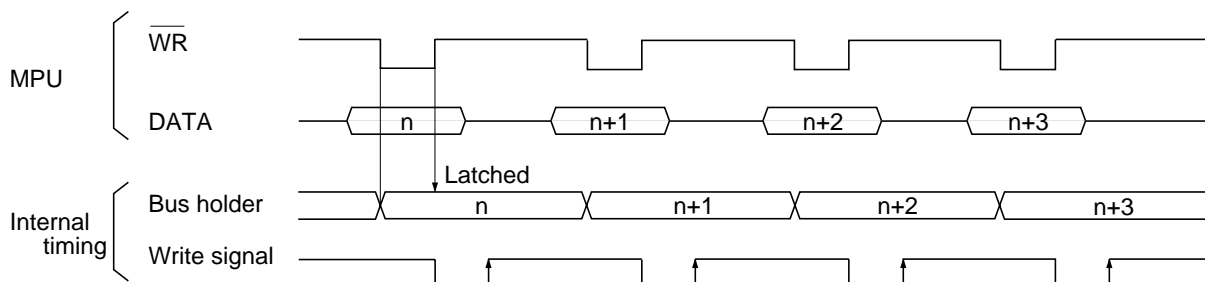 MPU
WR
DATA
n
n+1
n+2
n+3
Latched
Internal
timing
Bus holder
n
n+1
n+2
n+3
Write signal